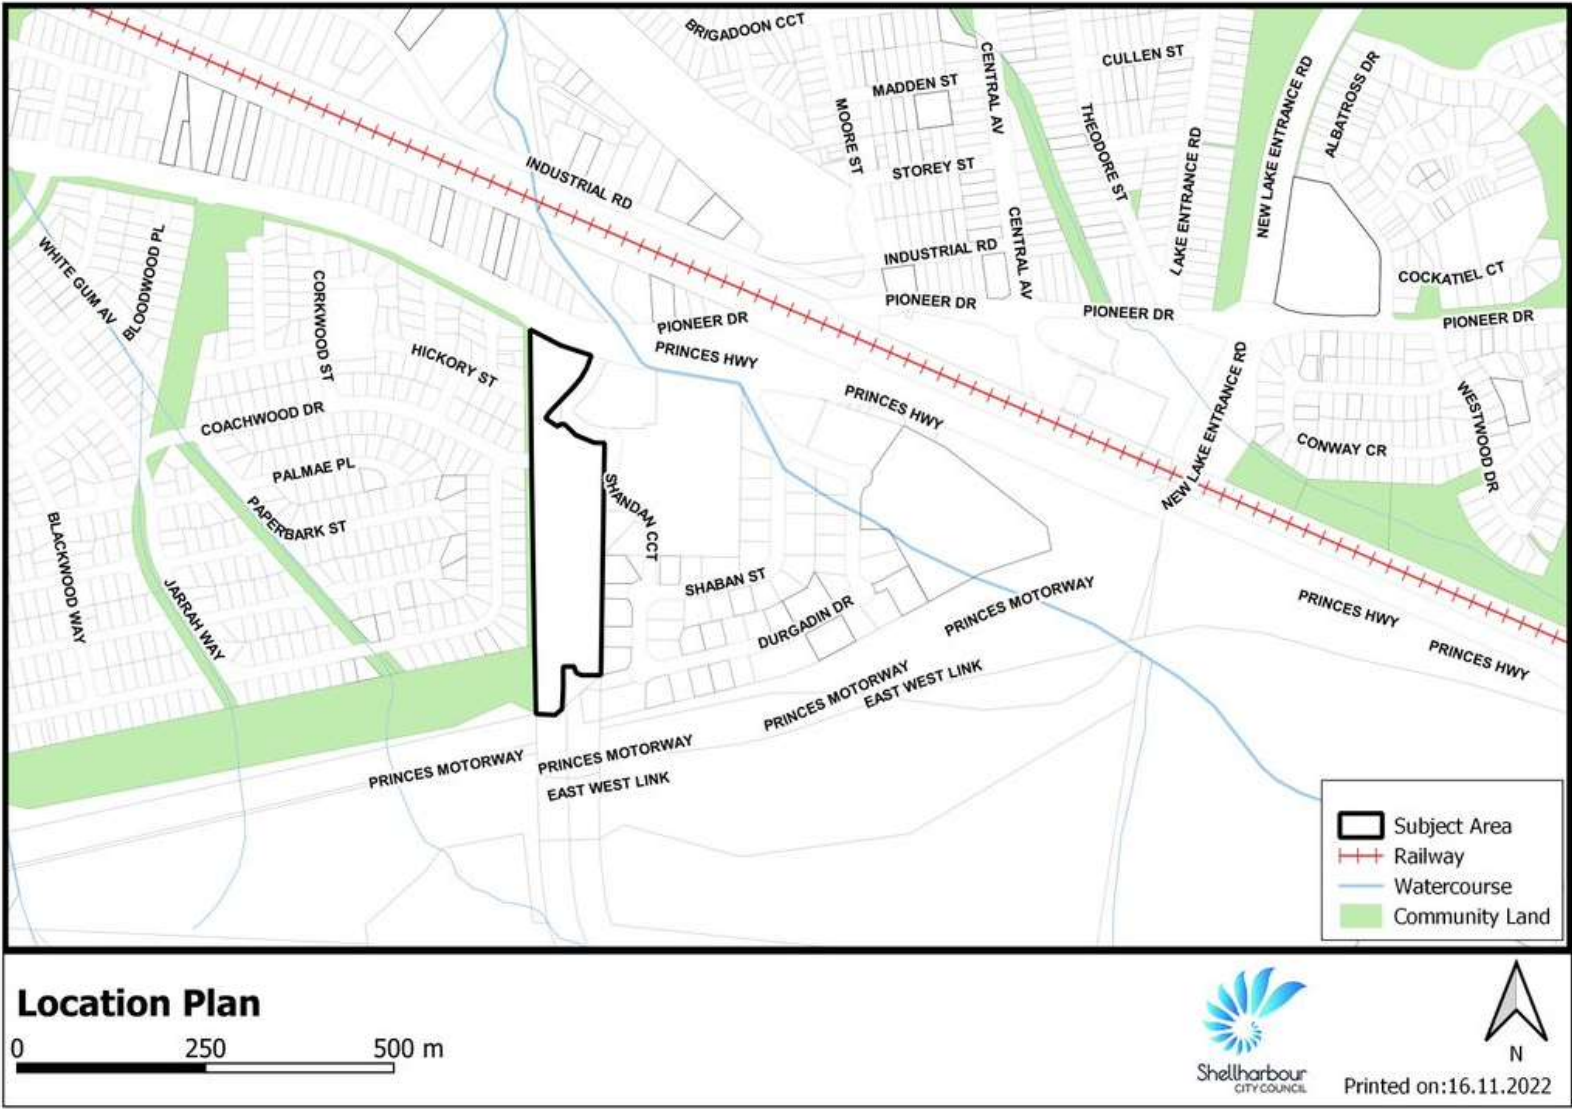 BRIGADOON CCT
CULLEN ST
CENTRAL AV
MADDEN ST
NEW LAKE ENTRANCE RD
ALBATROSS DR
MOORE ST
THEODORE ST
STOREY ST
INDUSTRIAL RD
LAKE ENTRANCE RD
CENTRAL AV
BLOODWOOD PL
WHITE GUM AV
INDUSTRIAL RD
COCKATIEL CT
CORKWOOD ST
PIONEER DR
PIONEER DR
PIONEER DR
PIONEER DR
HICKORY ST
PRINCES HWY
NEW LAKE ENTRANCE RD
PRINCES HWY
WESTWOOD DR
COACHWOOD DR
CONWAY CR
PALMAE PL
SHANDAN CCT
PAPERBARK ST
BLACKWOOD WAY
JARRAH WAY
SHABAN ST
DURGADIN DR
PRINCES MOTORWAY
PRINCES HWY
PRINCES HWY
PRINCES MOTORWAY
EAST WEST LINK
PRINCES MOTORWAY
PRINCES MOTORWAY
EAST WEST LINK
Subject Area
Railway
Watercourse
Community Land
Location Plan
0 250 500 m
Shellharbour
CITY COUNCIL
N
Printed on:16.11.2022